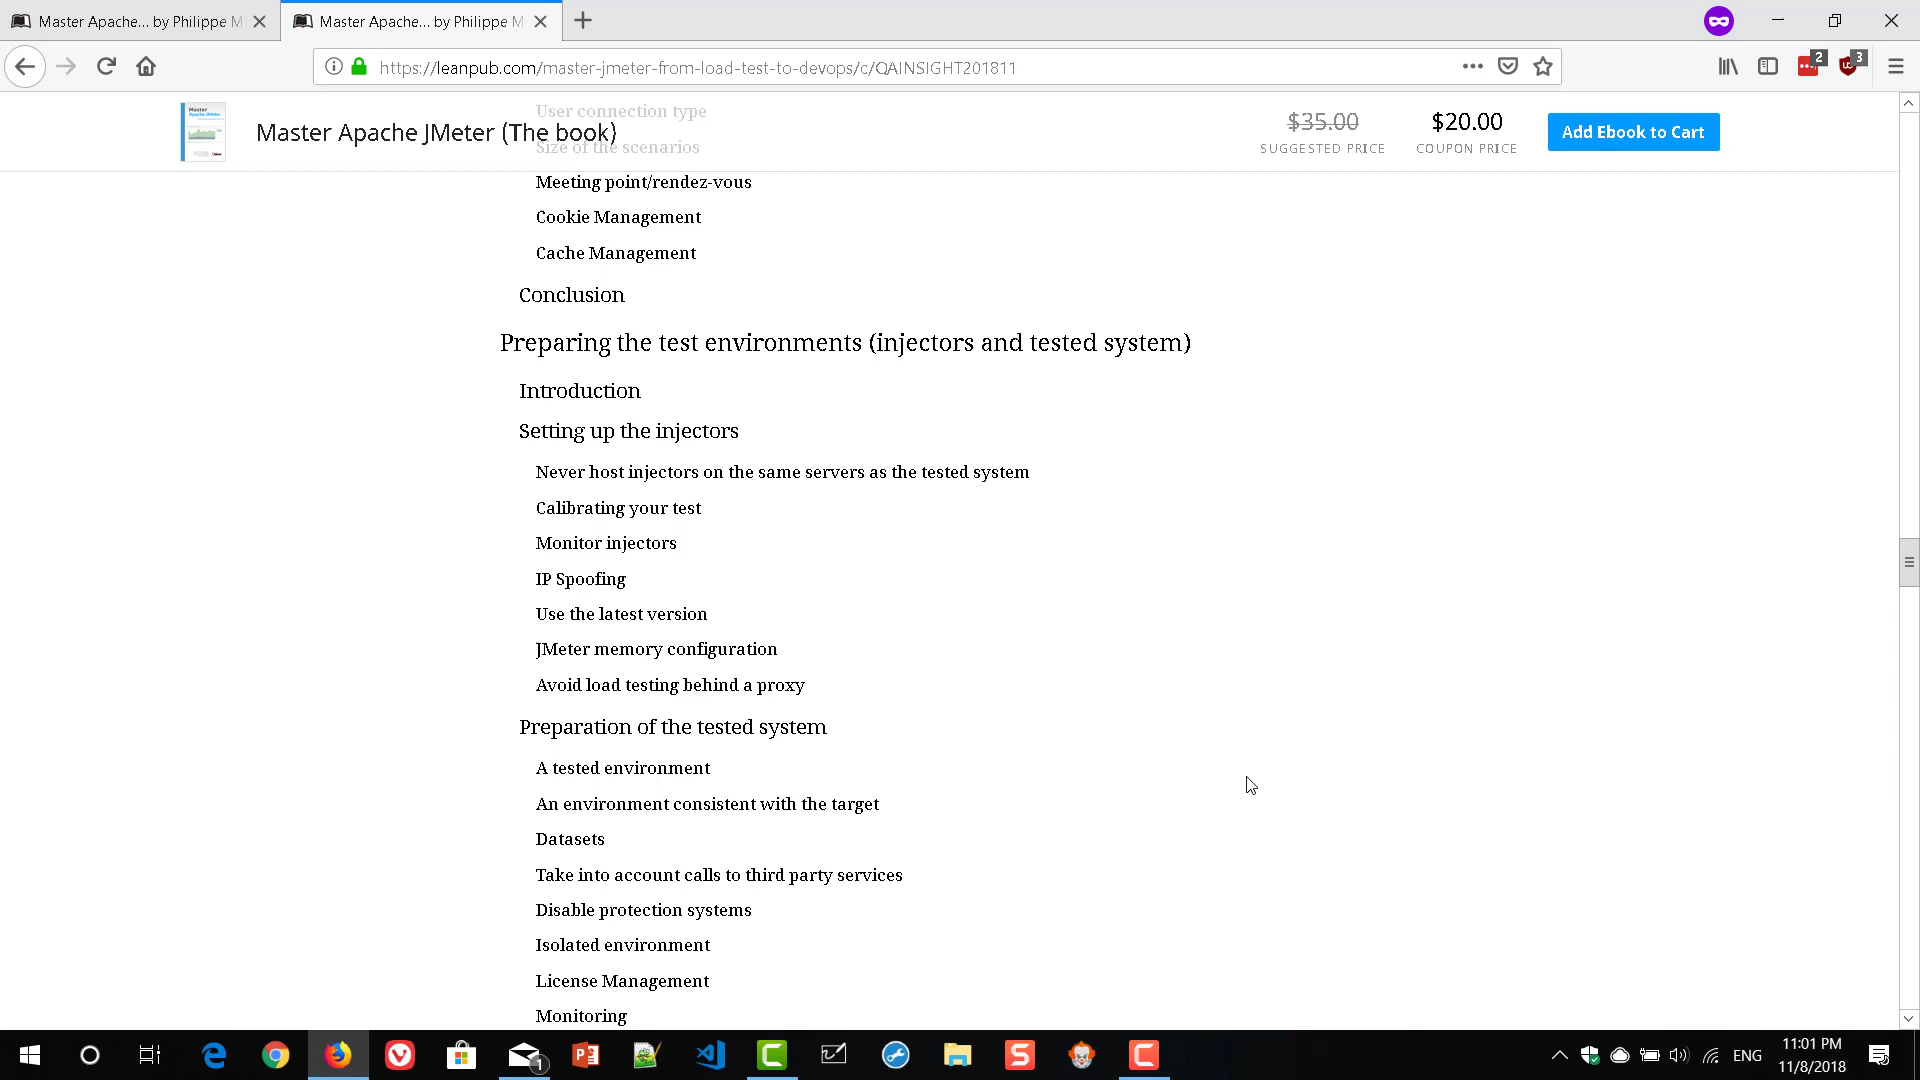 Master Apache... by Philippe M
Master Apache... by Philippe M
https://leanpub.com/master-jmeter-from-load-test-to-devops/c/QAINSIGHT201811
2
3
User connection type
Master Apache JMeter (The book)
Size of the scenarios
$35.00
SUGGESTED PRICE
$20.00
COUPON PRICE
Add Ebook to Cart
Meeting point/rendez-vous
Cookie Management
Cache Management
Conclusion
Preparing the test environments (injectors and tested system)
Introduction
Setting up the injectors
Never host injectors on the same servers as the tested system
Calibrating your test
Monitor injectors
IP Spoofing
Use the latest version
JMeter memory configuration
Avoid load testing behind a proxy
Preparation of the tested system
A tested environment
An environment consistent with the target
Datasets
Take into account calls to third party services
Disable protection systems
Isolated environment
License Management
Monitoring
1
ENG
11:01 PM
11/8/2018